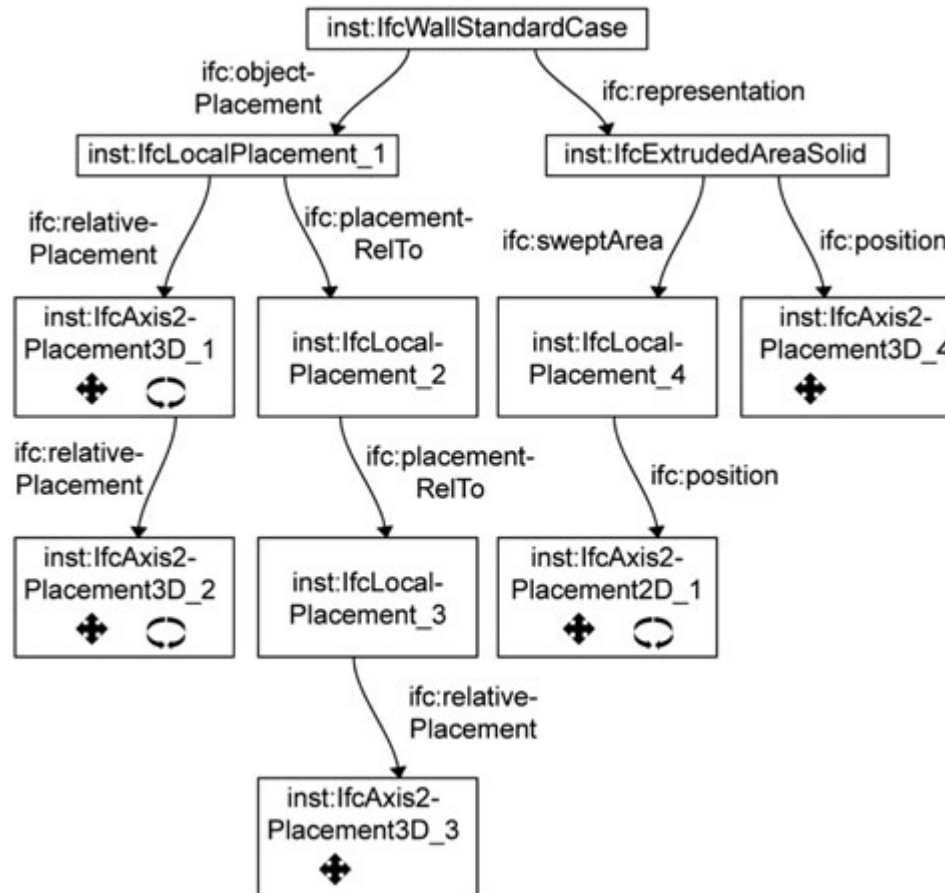 inst:IfcWallStandardCase
ifc:object-
Placement
ifc:representation
inst:IfcLocalPlacement_1
inst:IfcExtrudedAreaSolid
ifc:relative-
Placement
ifc:placement-
RelTo
ifc:sweptArea
ifc:position
inst:IfcAxis2-
Placement3D_1
inst:IfcLocal-
Placement_2
inst:IfcLocal-
Placement_4
inst:IfcAxis2-
Placement3D_4
ifc:relative-
Placement
ifc:placement-
RelTo
ifc:position
inst:IfcAxis2-
Placement3D_2
inst:IfcLocal-
Placement_3
inst:IfcAxis2-
Placement2D_1
ifc:relative-
Placement
inst:IfcAxis2-
Placement3D_3